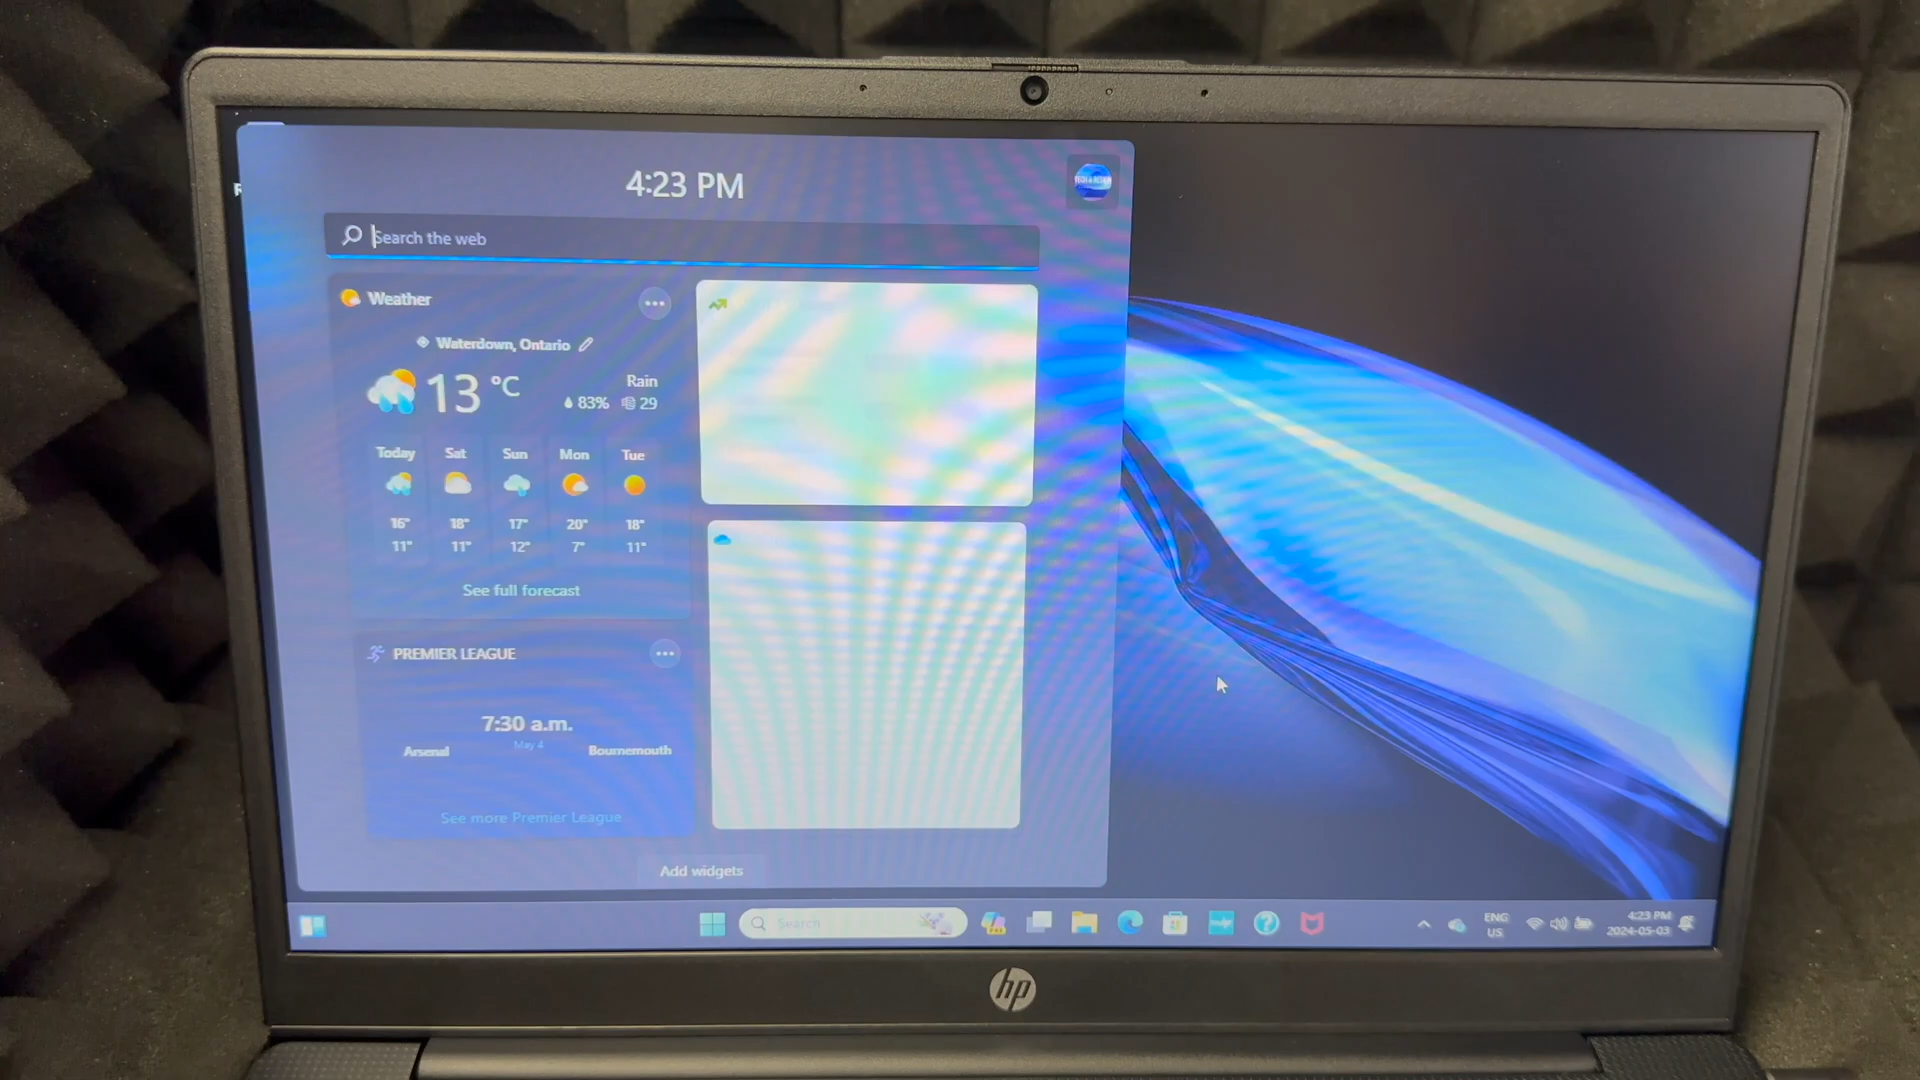 4:23 PM
Search the web
Weather
Waterdown, Ontario
13 °C
Rain
83% 29
Today Sat Sun Mon Tue
16° 18° 17° 20° 18°
11° 11° 12° 7° 11°
See full forecast
PREMIER LEAGUE
7:30 a.m.
May 4
Arsenal Bournemouth
See more Premier League
Add widgets
Search
ENG
US
4:23 PM
2024-05-03
hp